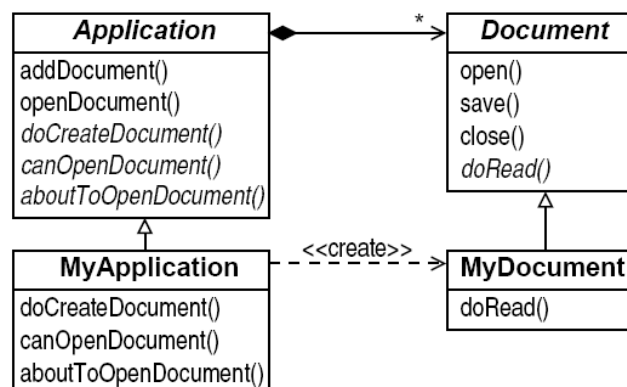 Application
addDocument()
openDocument()
doCreateDocument()
canOpenDocument()
aboutToOpenDocument()
*
Document
open()
save()
close()
doRead()
MyApplication
doCreateDocument()
canOpenDocument()
aboutToOpenDocument()
<<create>>
MyDocument
doRead()